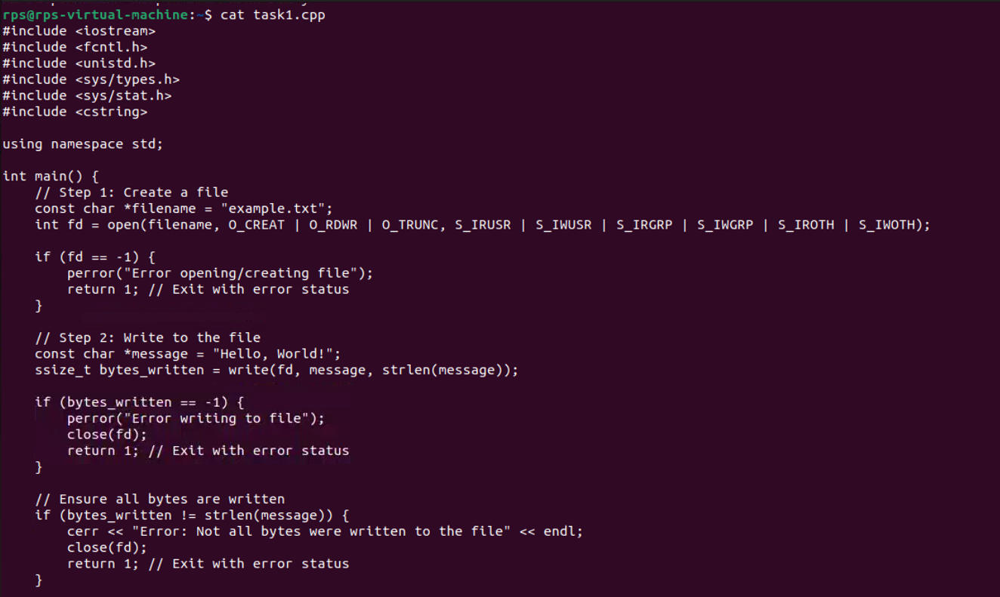 rps@rps-virtual-machine:~$ cat task1.cpp
#include <iostream>
#include <fcntl.h>
#include <unistd.h>
#include <sys/types.h>
#include <sys/stat.h>
#include <cstring>

using namespace std;

int main() {
    // Step 1: Create a file
    const char *filename = "example.txt";
    int fd = open(filename, O_CREAT | O_RDWR | O_TRUNC, S_IRUSR | S_IWUSR | S_IRGRP | S_IWGRP | S_IROTH | S_IWOTH);

    if (fd == -1) {
        perror("Error opening/creating file");
        return 1; // Exit with error status
    }

    // Step 2: Write to the file
    const char *message = "Hello, World!";
    ssize_t bytes_written = write(fd, message, strlen(message));

    if (bytes_written == -1) {
        perror("Error writing to file");
        close(fd);
        return 1; // Exit with error status
    }

    // Ensure all bytes are written
    if (bytes_written != strlen(message)) {
        cerr << "Error: Not all bytes were written to the file" << endl;
        close(fd);
        return 1; // Exit with error status
    }